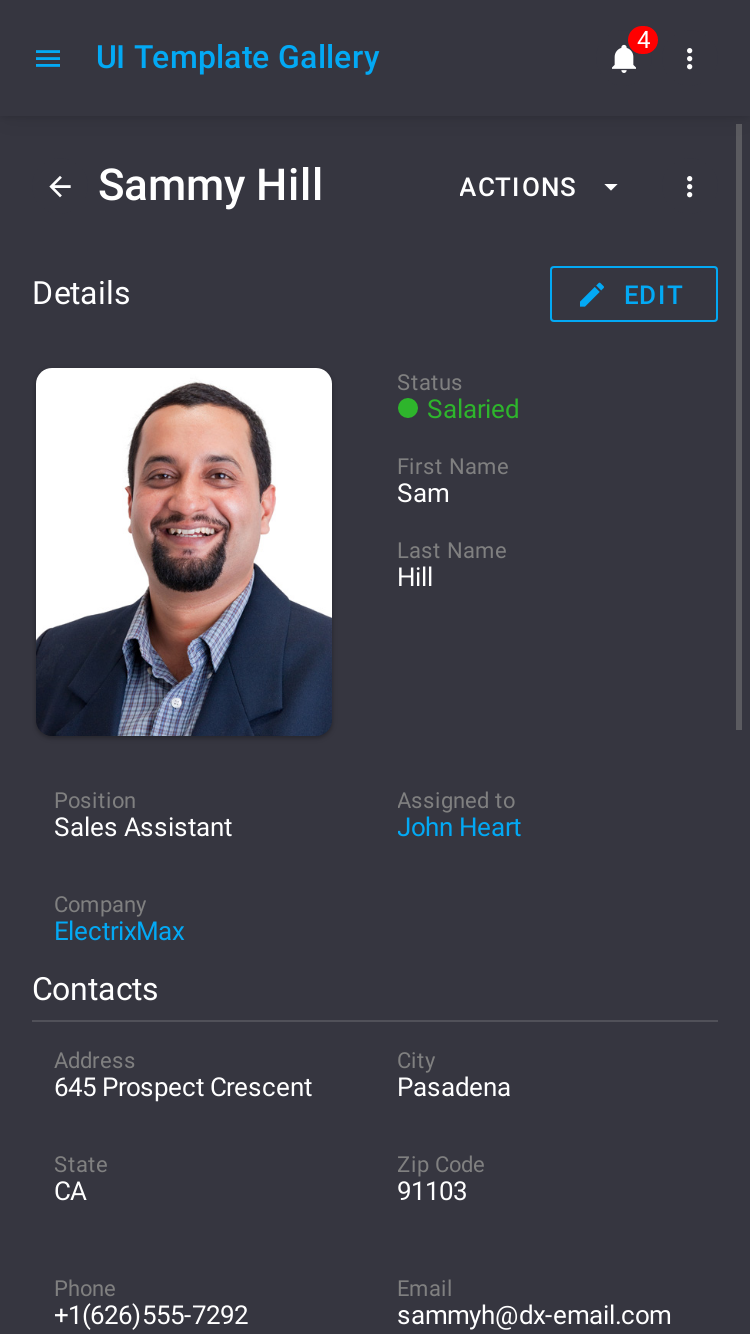 UI Template Gallery
4
Sammy Hill
ACTIONS
Details
EDIT
Status
Salaried
First Name
Sam
Last Name
Hill
Position
Sales Assistant
Assigned to
John Heart
Company
ElectrixMax
Contacts
Address
645 Prospect Crescent
City
Pasadena
State
CA
Zip Code
91103
Phone
+1(626)555-7292
Email
sammyh@dx-email.com